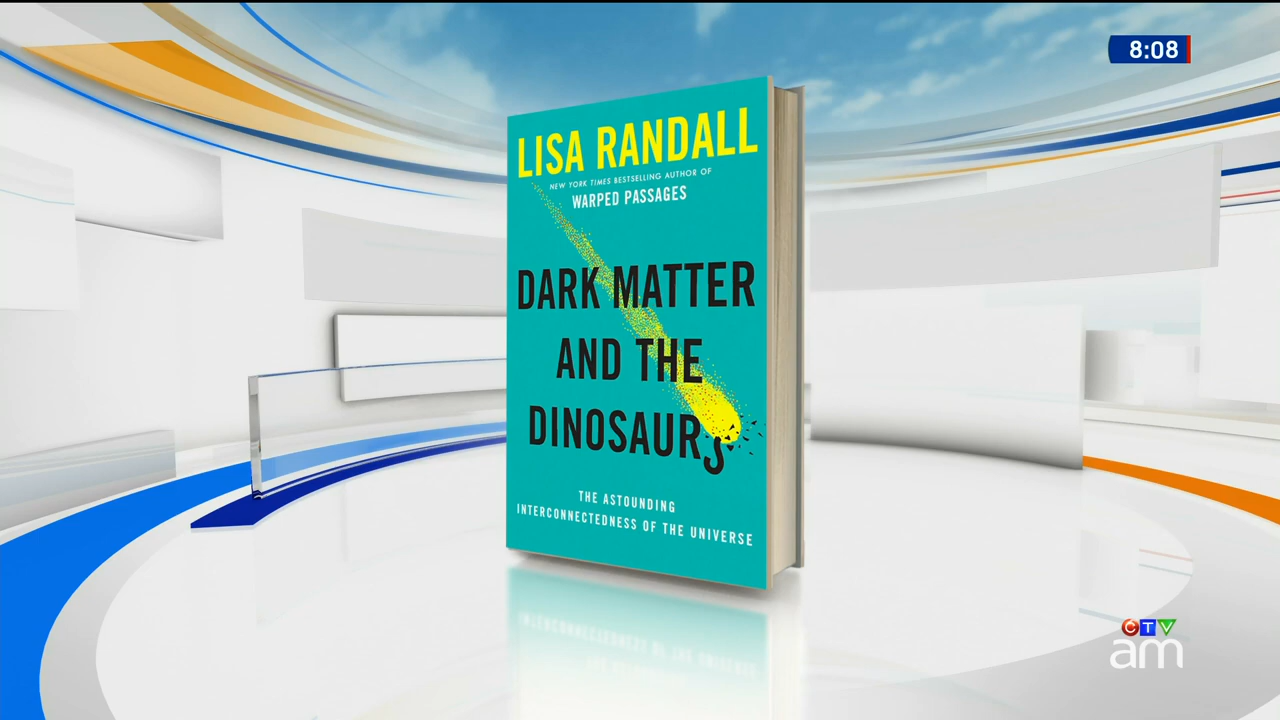 8:08
LISA RANDALL
NEW YORK TIMES BESTSELLING AUTHOR OF
WARPED PASSAGES
DARK MATTER
AND THE
DINOSAURS
THE ASTOUNDING
INTERCONNECTEDNESS OF THE UNIVERSE
CTV
am